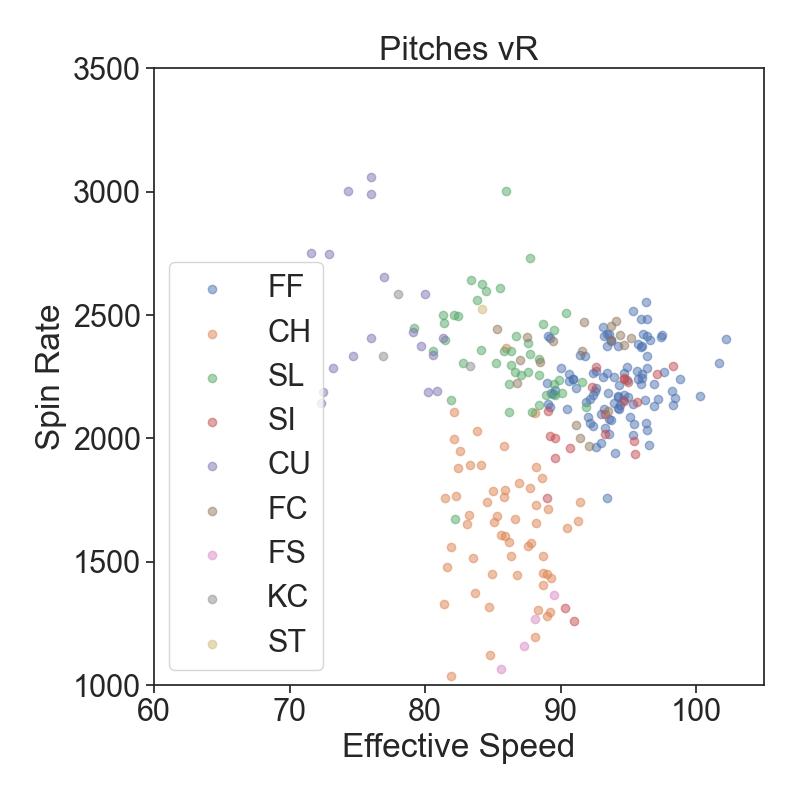 Pitches vR
3500
3000
2500
2000
1500
1000
Spin Rate
FF
CH
SL
SI
CU
FC
FS
KC
ST
60 70 80 90 100
Effective Speed